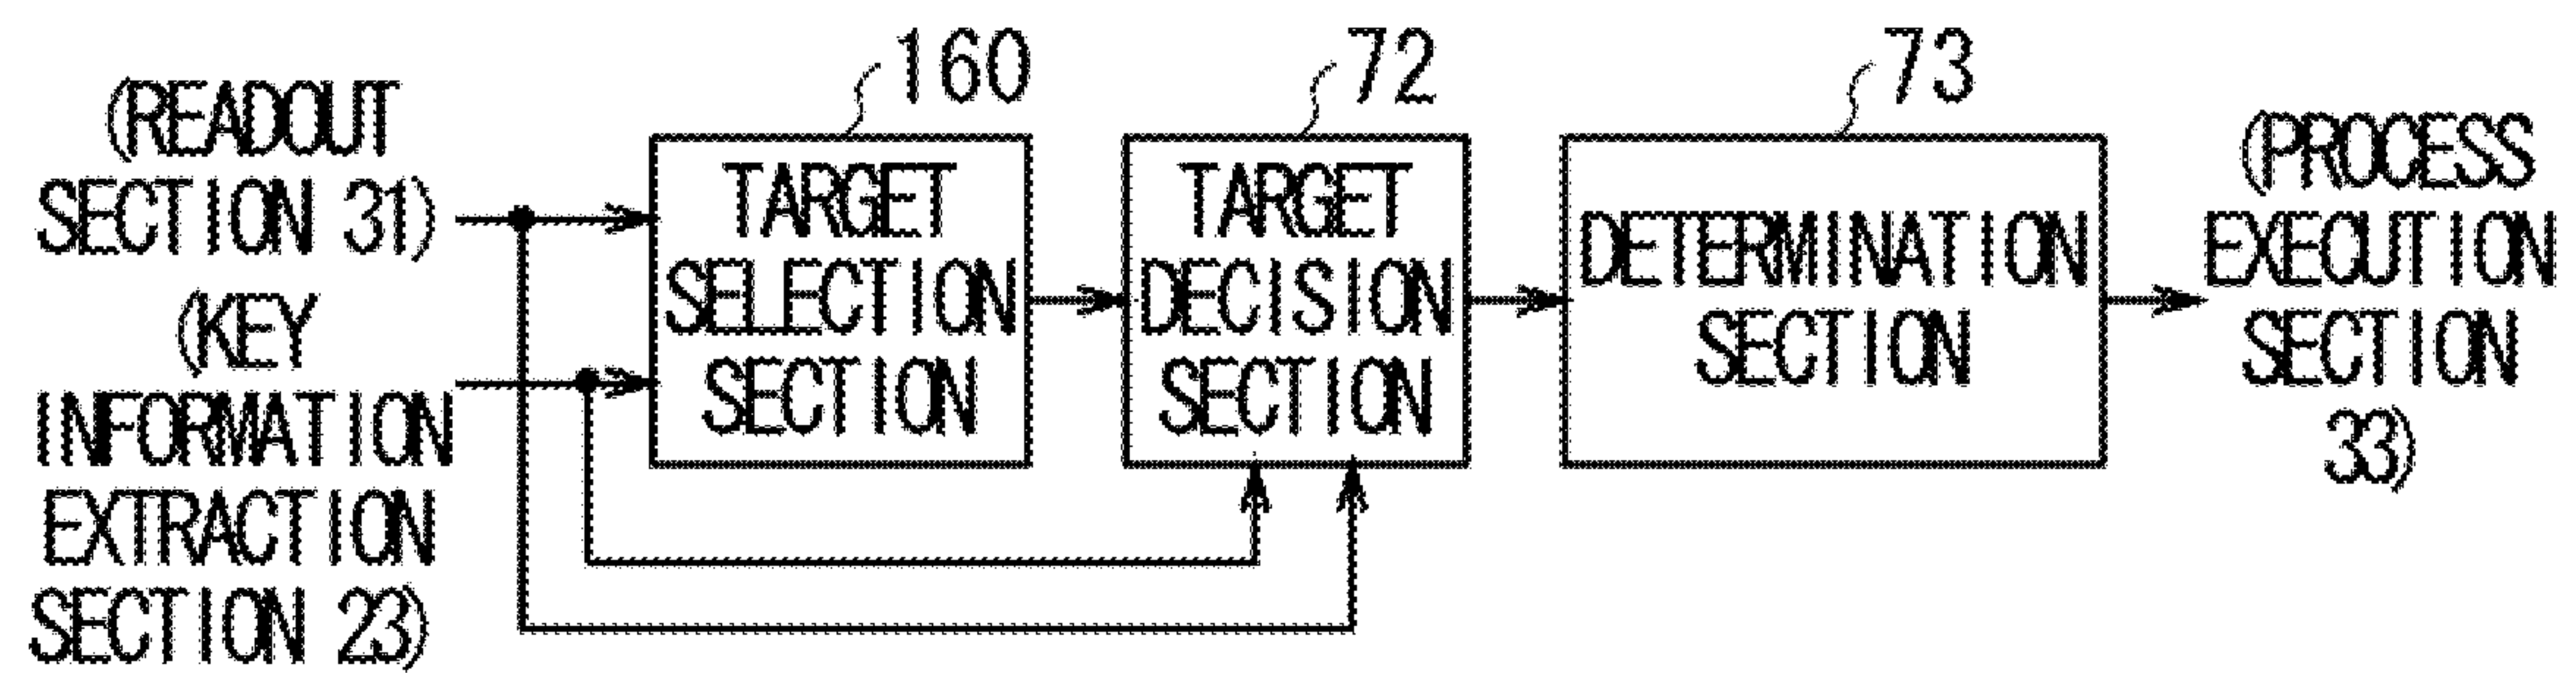 (READOUT
SECTION 31)
(KEY
INFORMATION
EXTRACTION
SECTION 23)
160
TARGET
SELECTION
SECTION
72
TARGET
DECISION
SECTION
73
DETERMINATION
SECTION
(PROCESS
EXECUTION
SECTION
33)